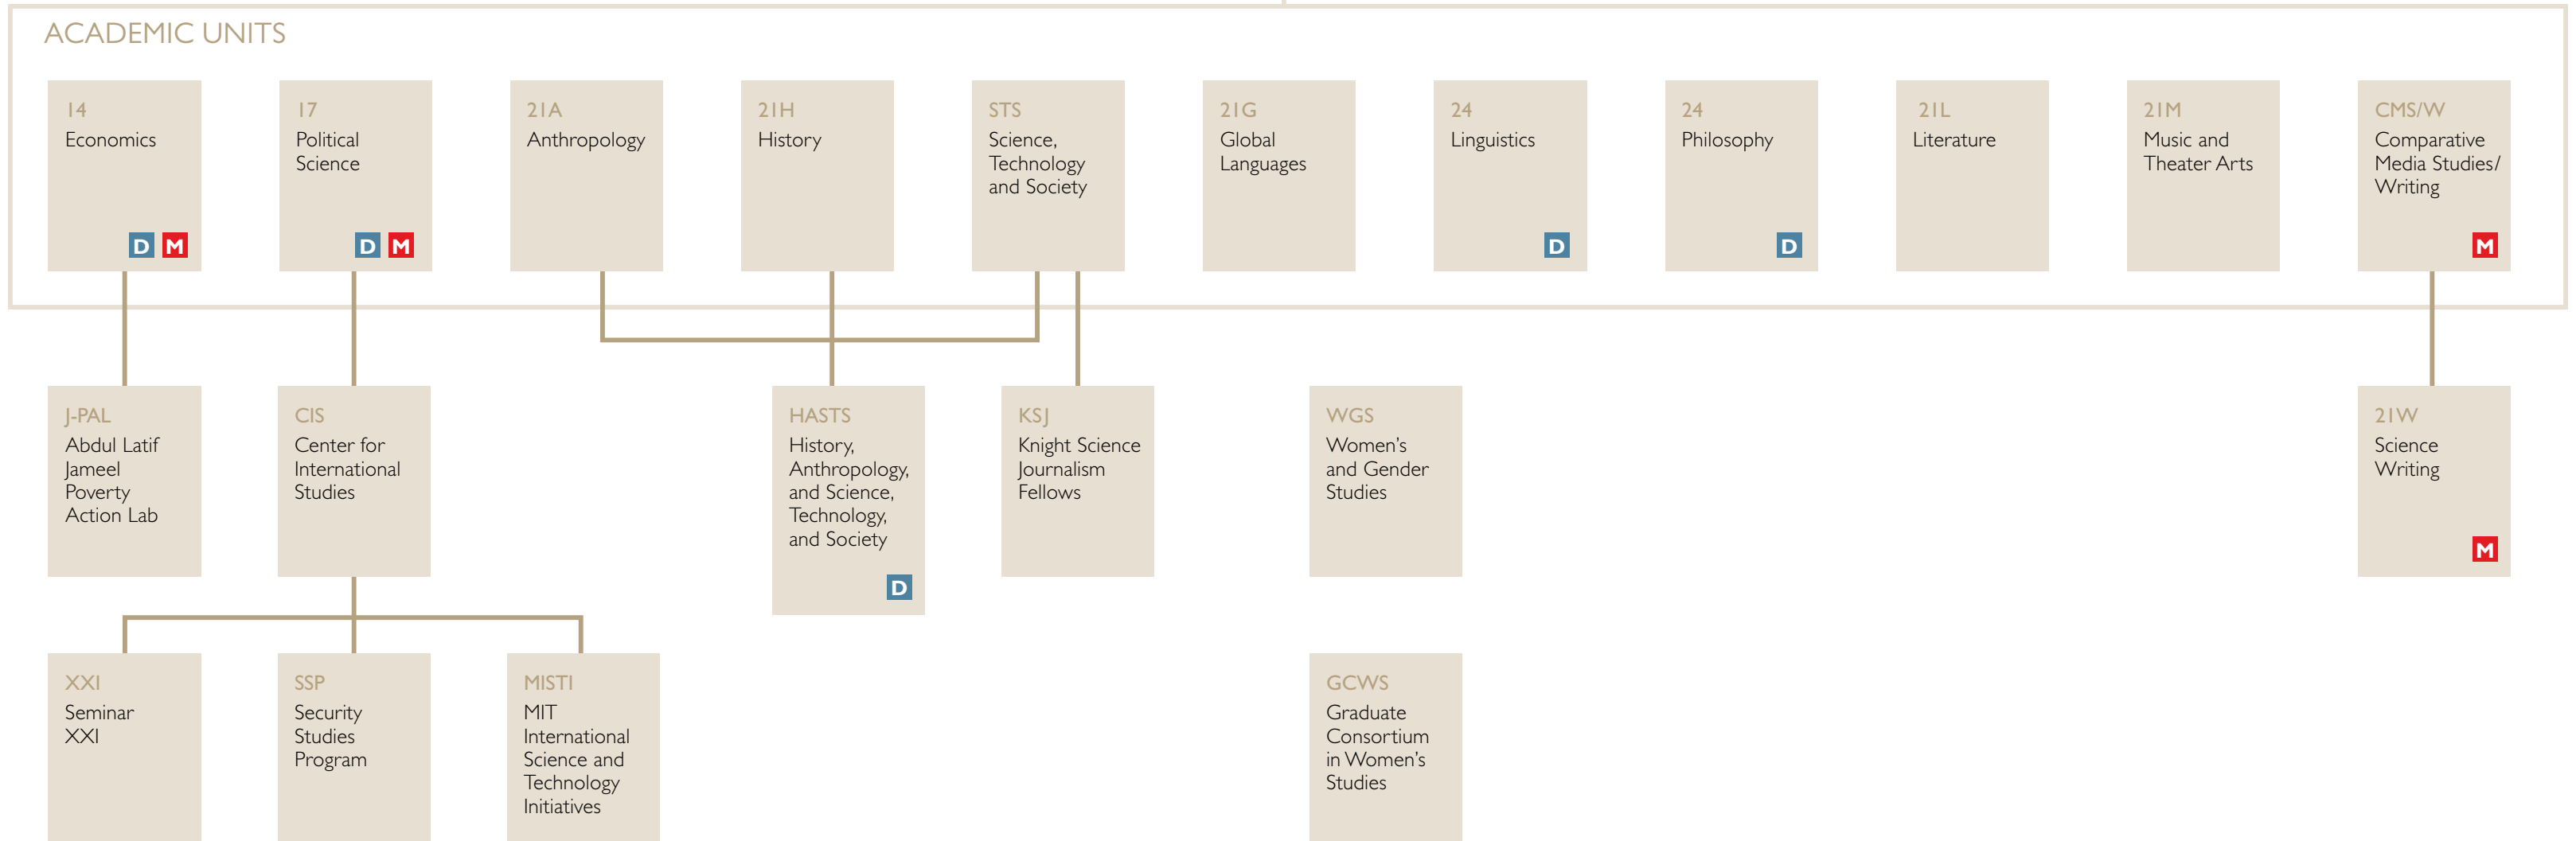 ACADEMIC UNITS
14
Economics
D M
17
Political
Science
D M
21A
Anthropology
21H
History
STS
Science,
Technology
and Society
21G
Global
Languages
24
Linguistics
D
24
Philosophy
D
21L
Literature
21M
Music and
Theater Arts
CMS/W
Comparative
Media Studies/
Writing
M
J-PAL
Abdul Latif
Jameel
Poverty
Action Lab
CIS
Center for
International
Studies
HASTS
History,
Anthropology,
and Science,
Technology,
and Society
D
KSJ
Knight Science
Journalism
Fellows
WGS
Women’s
and Gender
Studies
21W
Science
Writing
M
XXI
Seminar
XXI
SSP
Security
Studies
Program
MISTI
MIT
International
Science and
Technology
Initiatives
GCWS
Graduate
Consortium
in Women’s
Studies